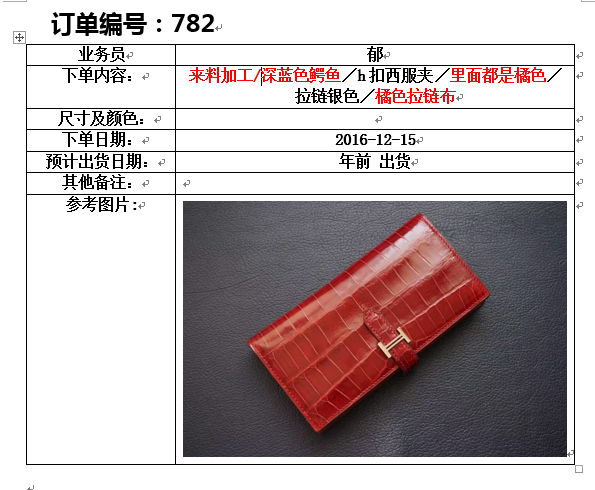 订单编号：782
业务员
郁
下单内容：
来料加工/深蓝色鳄鱼／h 扣西服夹／里面都是橘色／
拉链银色／橘色拉链布
尺寸及颜色：
下单日期：
2016-12-15
预计出货日期：
年前 出货
其他备注：
参考图片：